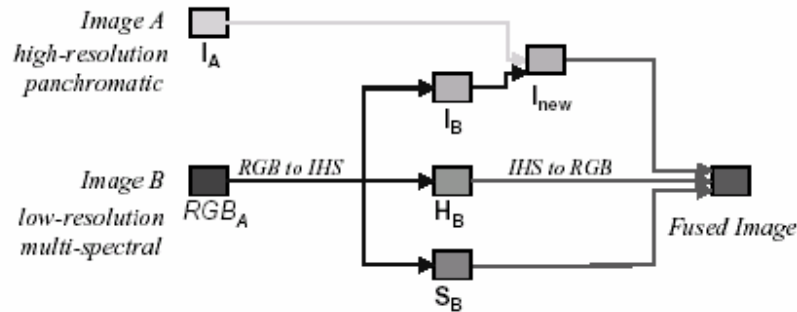 Image A
high-resolution
panchromatic
I_A
I_new
I_B
Image B
low-resolution
multi-spectral
RGB_A
RGB to IHS
H_B
IHS to RGB
Fused Image
S_B